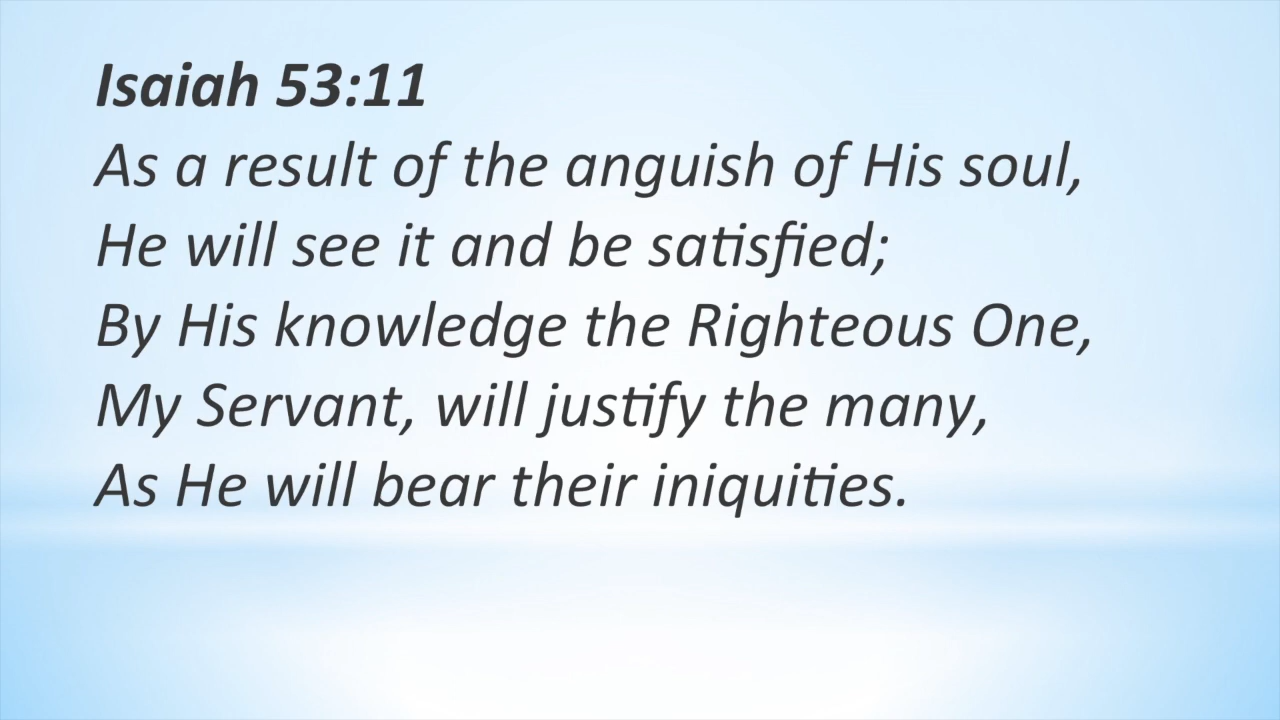 Isaiah 53:11
As a result of the anguish of His soul,
He will see it and be satisfied;
By His knowledge the Righteous One,
My Servant, will justify the many,
As He will bear their iniquities.